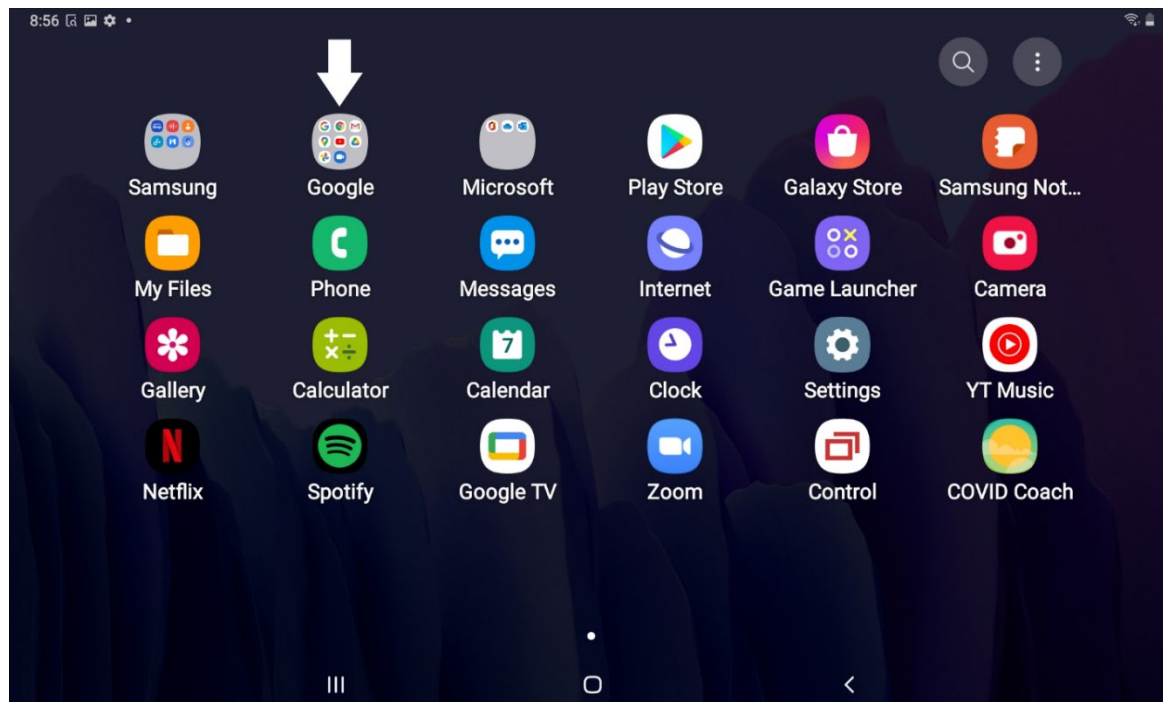 8:56
Samsung Google Microsoft Play Store Galaxy Store Samsung Not...
My Files Phone Messages Internet Game Launcher Camera
7
Gallery Calculator Calendar Clock Settings YT Music
N
Netflix Spotify Google TV Zoom Control COVID Coach